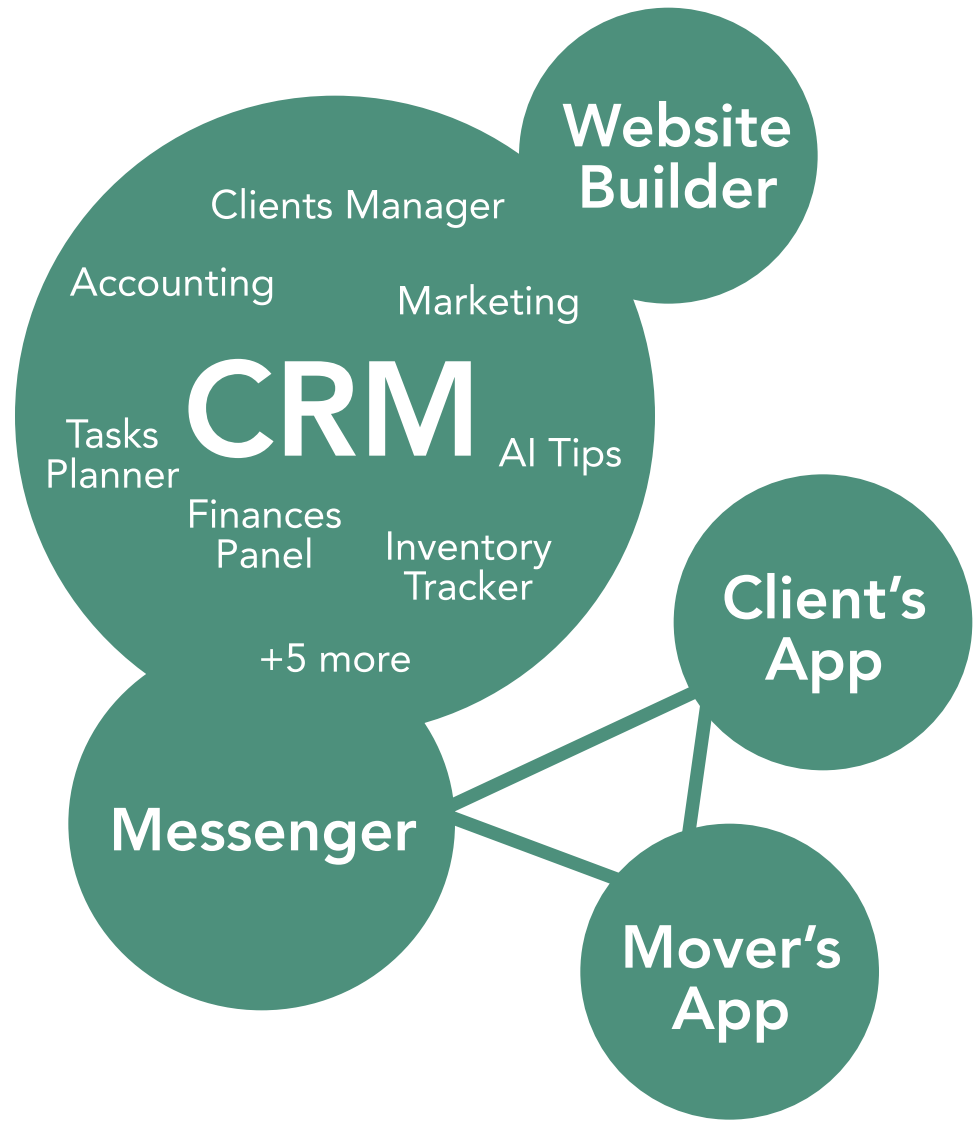 Website
Builder
Clients Manager
Accounting
Marketing
CRM
Tasks
Planner
AI Tips
Finances
Panel
Inventory
Tracker
+5 more
Client’s
App
Messenger
Mover’s
App